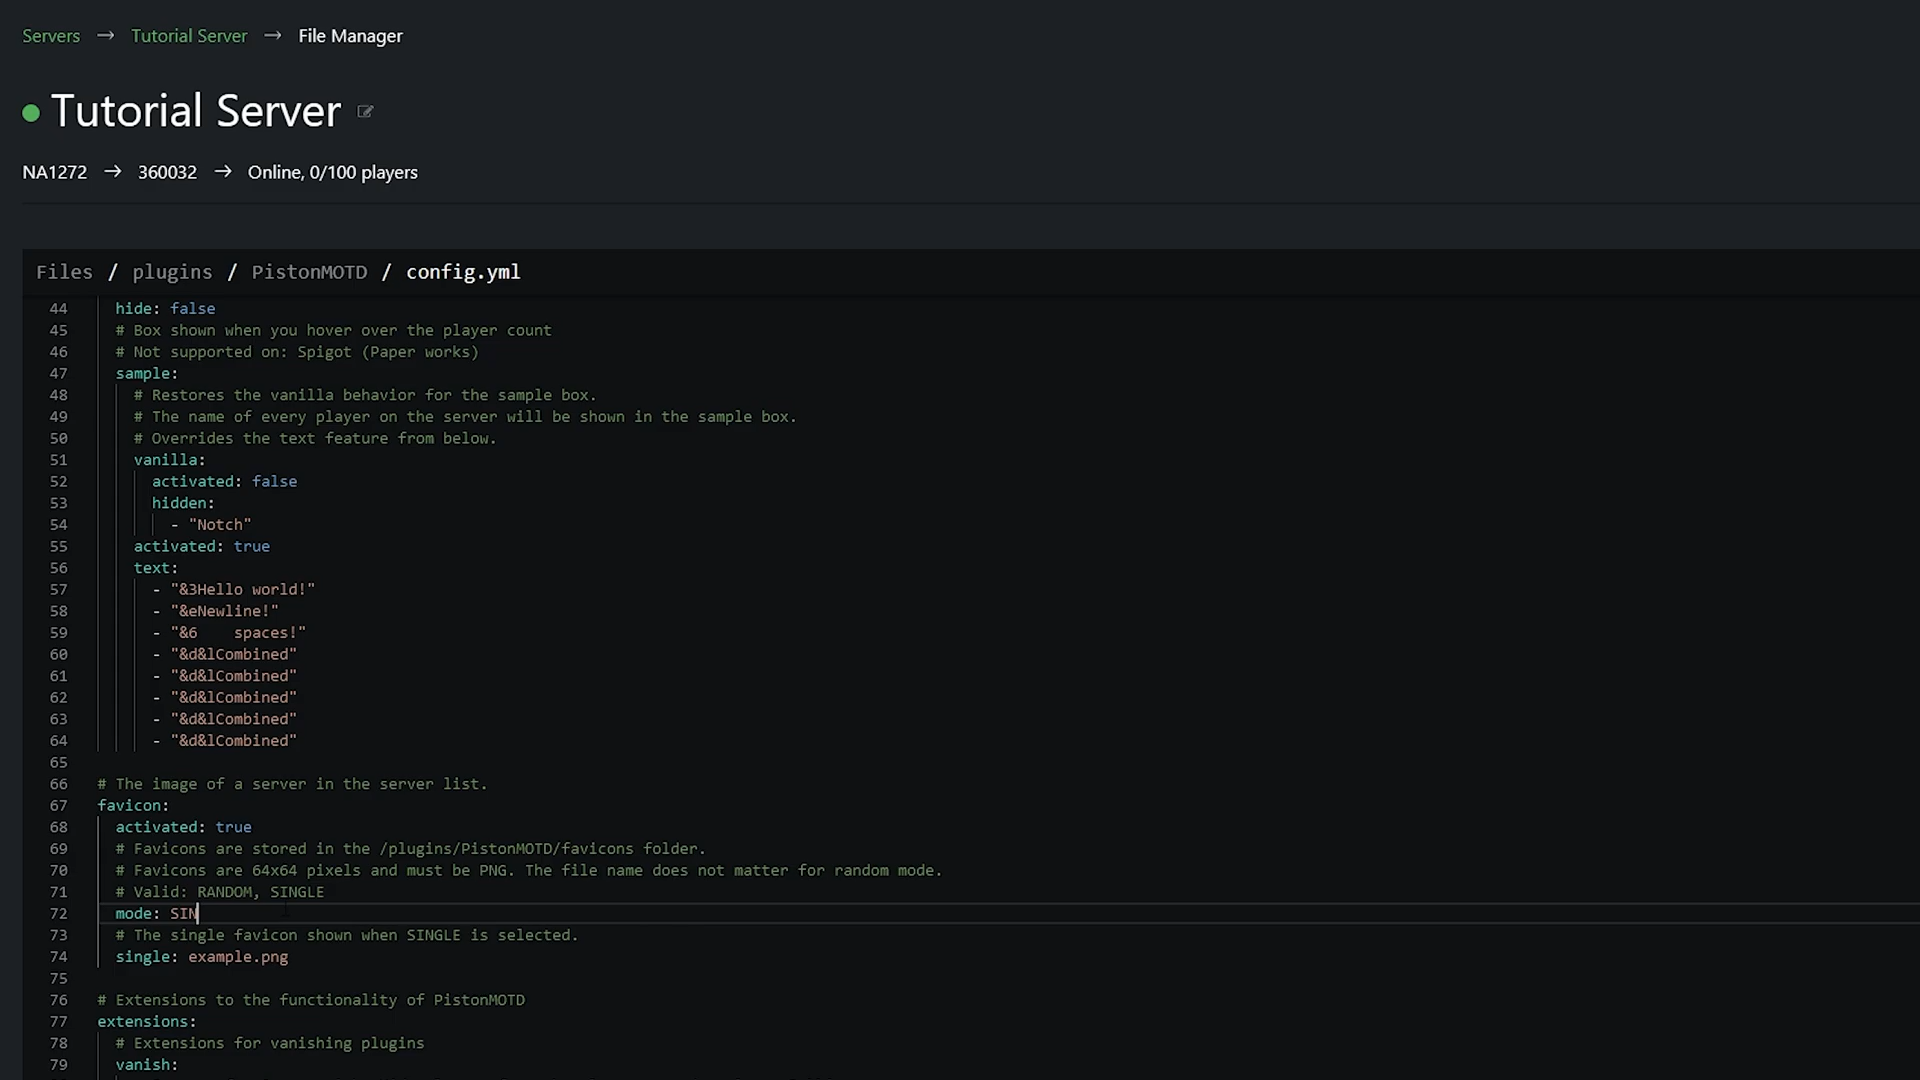 Servers → Tutorial Server → File Manager
Tutorial Server
NA1272 → 360032 → Online, 0/100 players
Files / plugins / PistonMOTD / config.yml
44 hide: false
45 # Box shown when you hover over the player count
46 # Not supported on: Spigot (Paper works)
47 sample:
48 # Restores the vanilla behavior for the sample box.
49 # The name of every player on the server will be shown in the sample box.
50 # Overrides the text feature from below.
51 vanilla:
52 activated: false
53 hidden:
54 - "Notch"
55 activated: true
56 text:
57 - "&3Hello world!"
58 - "&eNewline!"
59 - "&6    spaces!"
60 - "&d&lCombined"
61 - "&d&lCombined"
62 - "&d&lCombined"
63 - "&d&lCombined"
64 - "&d&lCombined"
65
66 # The image of a server in the server list.
67 favicon:
68 activated: true
69 # Favicons are stored in the /plugins/PistonMOTD/favicons folder.
70 # Favicons are 64x64 pixels and must be PNG. The file name does not matter for random mode.
71 # Valid: RANDOM, SINGLE
72 mode: SIN
73 # The single favicon shown when SINGLE is selected.
74 single: example.png
75
76 # Extensions to the functionality of PistonMOTD
77 extensions:
78 # Extensions for vanishing plugins
79 vanish: